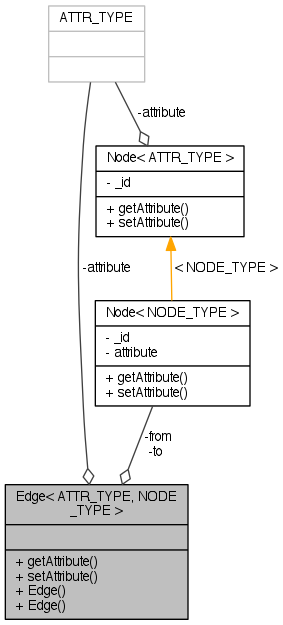 ATTR_TYPE
-attribute
Node< ATTR_TYPE >
- _id
+ getAttribute()
+ setAttribute()
-attribute
< NODE_TYPE >
Node< NODE_TYPE >
- _id
- attribute
+ getAttribute()
+ setAttribute()
-from
-to
Edge< ATTR_TYPE, NODE
_TYPE >
+ getAttribute()
+ setAttribute()
+ Edge()
+ Edge()